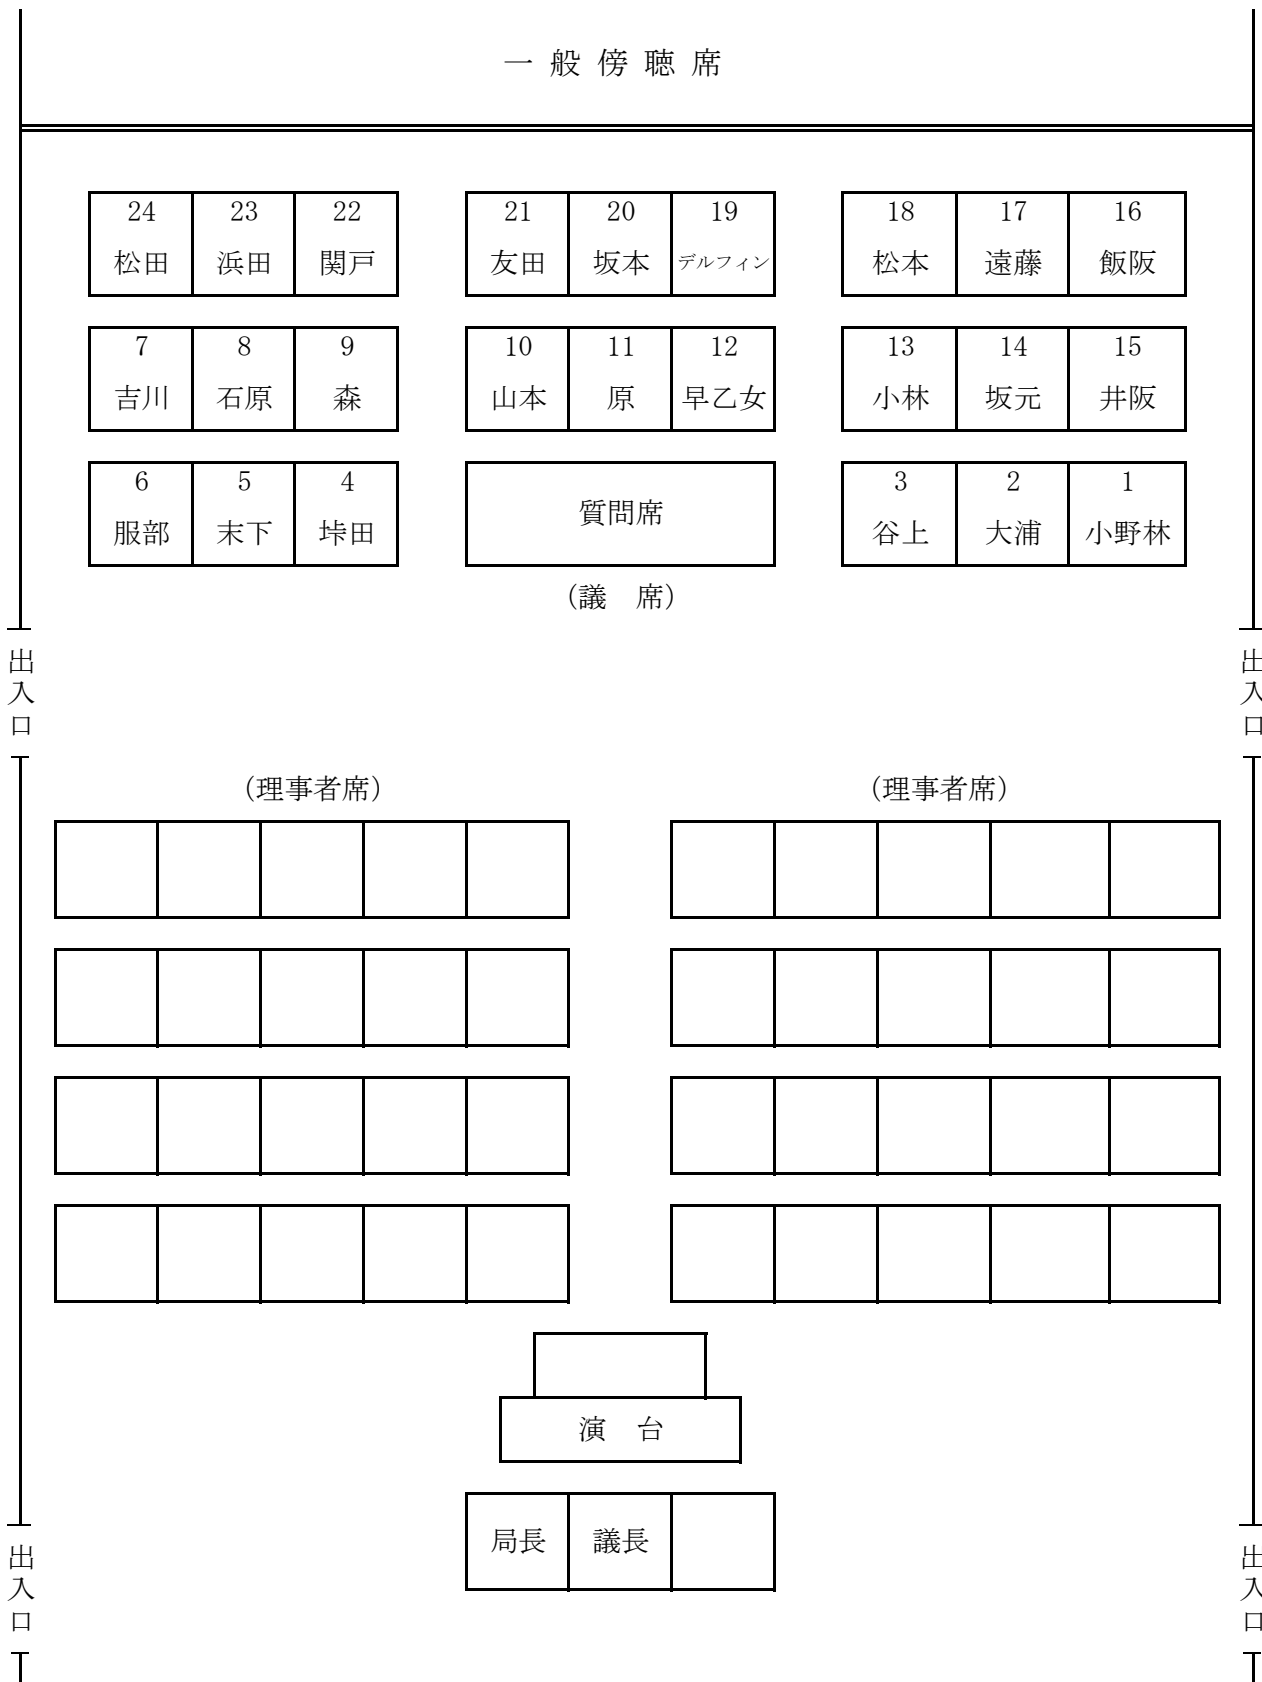 一般傍聴席
24 23 22 21 20 19 18 17 16
松田 浜田 関戸 友田 坂本 デルフィン 松本 遠藤 飯阪
7 8 9 10 11 12 13 14 15
吉川 石原 森 山本 原 早乙女 小林 坂元 井阪
6 5 4 3 2 1
服部 末下 垰田 質問席 谷上 大浦 小野林
(議 席)
出入口
出入口
(理事者席) (理事者席)
演 台
局長 議長
出入口
出入口